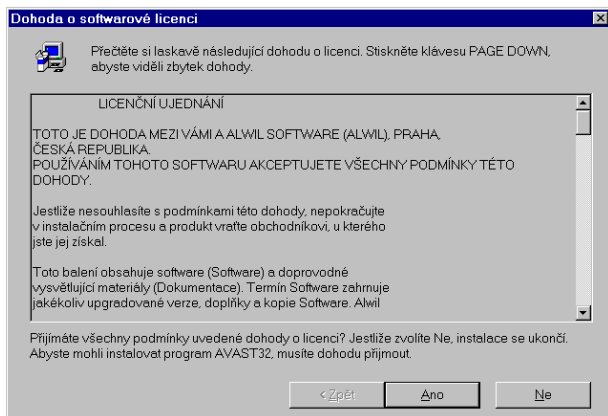 Dohoda o softwarové licenci
Přečtěte si laskavě následující dohodu o licenci. Stiskněte klávesu PAGE DOWN,
abyste viděli zbytek dohody.
LICENČNÍ UJEDNÁNÍ
TOTO JE DOHODA MEZI VÁMI A ALWIL SOFTWARE (ALWIL), PRAHA,
ČESKÁ REPUBLIKA.
POUŽÍVÁNÍM TOHOTO SOFTWARU AKCEPTUJETE VŠECHNY PODMÍNKY TÉTO
DOHODY.
Jestliže nesouhlasíte s podmínkami této dohody, nepokračujte
v instalačním procesu a produkt vraťte obchodníkovi, u kterého
jste jej získal.
Toto balení obsahuje software (Software) a doprovodné
vysvětlující materiály (Dokumentace). Termín Software zahrnuje
jakékoliv upgradované verze, doplňky a kopie Software. Alwil
Přijímáte všechny podmínky uvedené dohody o licenci? Jestliže zvolíte Ne, instalace se ukončí.
Abyste mohli instalovat program AVAST32, musíte dohodu přijmout.
< Zpět Ano Ne